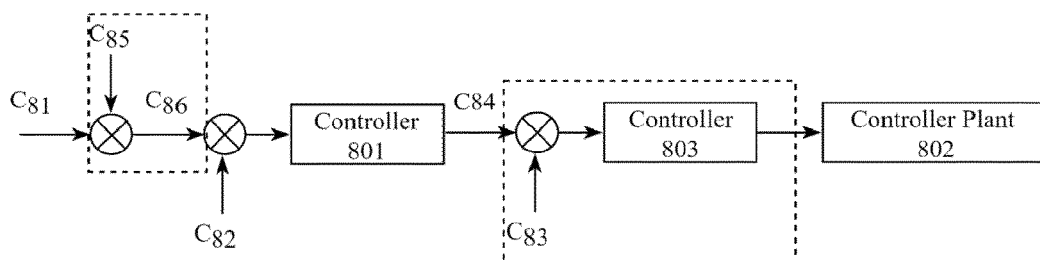 C85
C81
C86
C84
Controller
801
Controller
803
Controller Plant
802
C82
C83